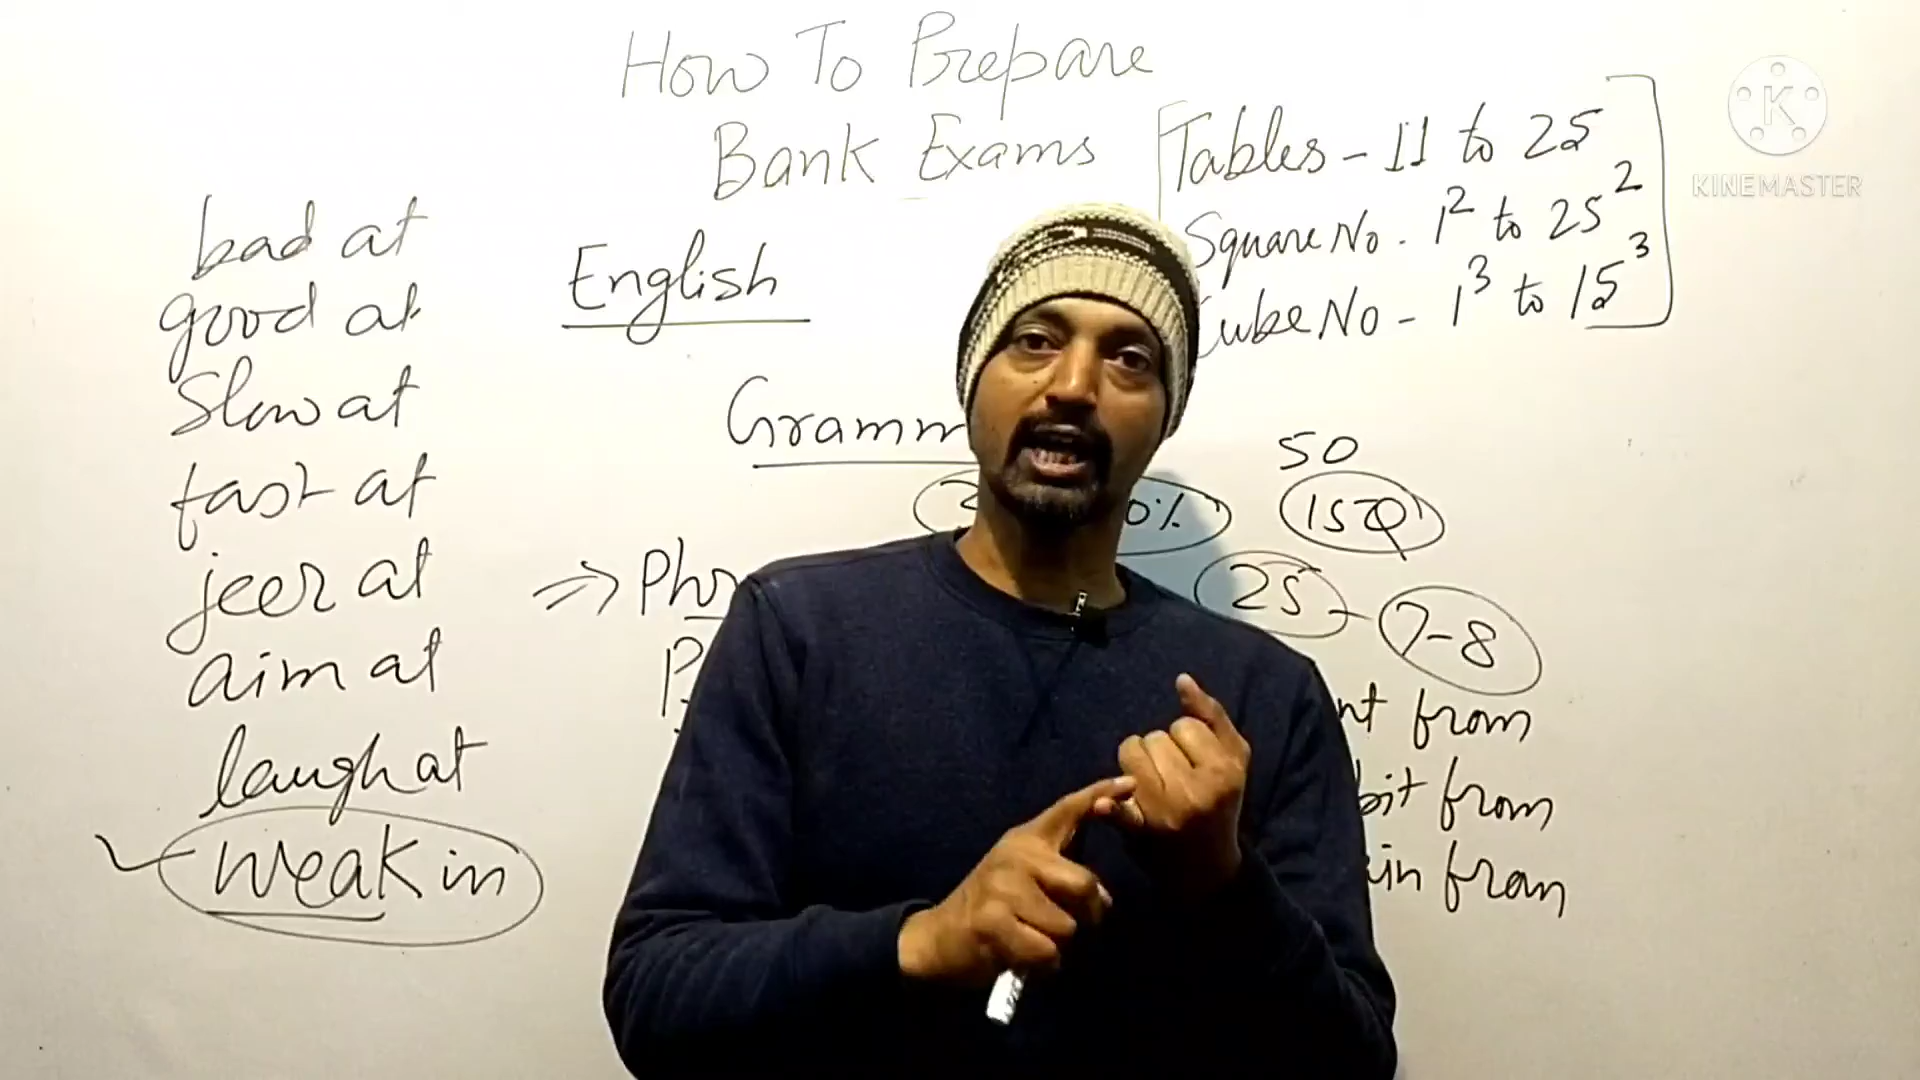 How To Prepare
Bank Exams
Tables - 11 to 25
Square No. 1² to 25²
Cube No - 1³ to 15³
KINEMASTER
bad at
good at
Slow at
fast at
jeer at
aim at
laugh at
weak in
English
50
15Q
25 - 7-8
from
from
from